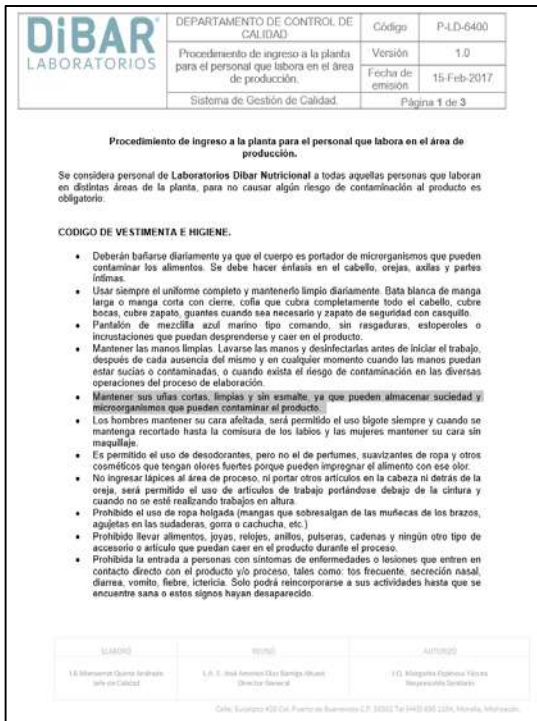 DiBAR
LABORATORIOS
DEPARTAMENTO DE CONTROL DE
CALIDAD
Código
P-LD-6400
Procedimiento de ingreso a la planta
para el personal que labora en el área
de producción.
Versión
1.0
Fecha de
emisión
15-Feb-2017
Sistema de Gestión de Calidad.
Página 1 de 3
Procedimiento de ingreso a la planta para el personal que labora en el área de
producción.
Se considera personal de Laboratorios Dibar Nutricional a todas aquellas personas que laboran
en distintas áreas de la planta, para no causar algún riesgo de contaminación al producto es
obligatorio:
CODIGO DE VESTIMENTA E HIGIENE.
• Deberán bañarse diariamente ya que el cuerpo es portador de microrganismos que pueden
contaminar los alimentos. Se debe hacer énfasis en el cabello, orejas, axilas y partes
íntimas.
• Usar siempre el uniforme completo y mantenerlo limpio diariamente. Bata blanca de manga
larga o manga corta con cierre, cofia que cubra completamente todo el cabello, cubre
bocas, cubre zapato, guantes cuando sea necesario y zapato de seguridad con casquillo.
• Pantalón de mezclilla azul marino tipo comando, sin rasgaduras, estoperoles o
incrustaciones que puedan desprenderse y caer en el producto.
• Mantener las manos limpias. Lavarse las manos y desinfectarlas antes de iniciar el trabajo,
después de cada ausencia del mismo y en cualquier momento cuando las manos puedan
estar sucias o contaminadas, o cuando exista el riesgo de contaminación en las diversas
operaciones del proceso de elaboración.
• Mantener sus uñas cortas, limpias y sin esmalte, ya que pueden almacenar suciedad y
microorganismos que pueden contaminar el producto.
• Los hombres mantener su cara afeitada, será permitido el uso bigote siempre y cuando se
mantenga recortado hasta la comisura de los labios y las mujeres mantener su cara sin
maquillaje.
• Es permitido el uso de desodorantes, pero no el de perfumes, suavizantes de ropa y otros
cosméticos que tengan olores fuertes porque pueden impregnar el alimento con ese olor.
• No ingresar lápices al área de proceso, ni portar otros artículos en la cabeza ni detrás de la
oreja, será permitido el uso de artículos de trabajo portándose debajo de la cintura y
cuando no se esté realizando trabajos en altura.
• Prohibido el uso de ropa holgada (mangas que sobresalgan de las muñecas de los brazos,
agujetas en las sudaderas, gorra o cachucha, etc.)
• Prohibido llevar alimentos, joyas, relojes, anillos, pulseras, cadenas y ningún otro tipo de
accesorio o artículo que puedan caer en el producto durante el proceso.
• Prohibida la entrada a personas con síntomas de enfermedades o lesiones que entren en
contacto directo con el producto y/o proceso, tales como: tos frecuente, secreción nasal,
diarrea, vomito, fiebre, ictericia. Solo podrá reincorporarse a sus actividades hasta que se
encuentre sana o estos signos hayan desaparecido.
ELABORÓ
REVISÓ
AUTORIZÓ
Jefe de Calidad
Director General
Responsable Sanitario